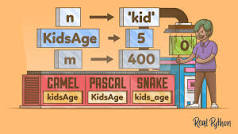 n 'kid'
KidsAge 5
0
m 400
CAMEL PASCAL SNAKE
kidsAge KidsAge kids_age
Real Python